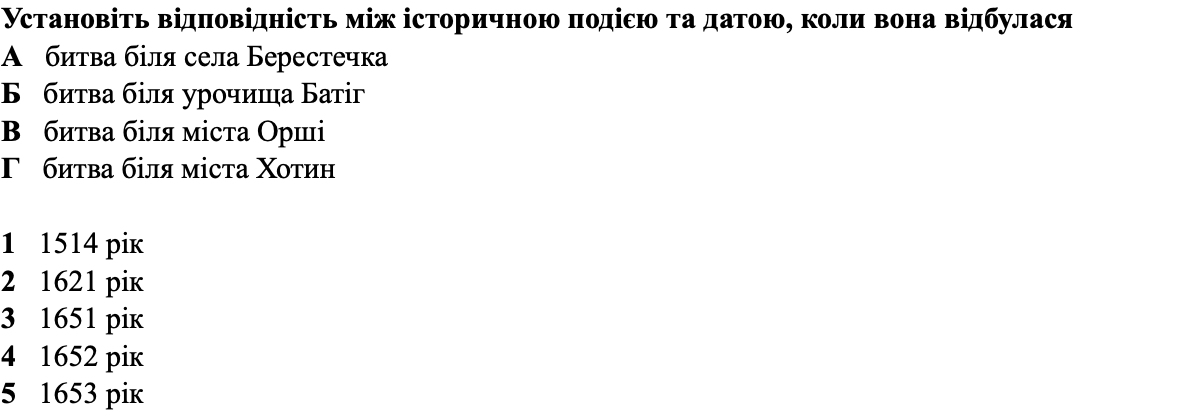 Установіть відповідність між історичною подією та датою, коли вона відбулася
А битва біля села Берестечка
Б битва біля урочища Батіг
В битва біля міста Орші
Г битва біля міста Хотин
1 1514 рік
2 1621 рік
3 1651 рік
4 1652 рік
5 1653 рік